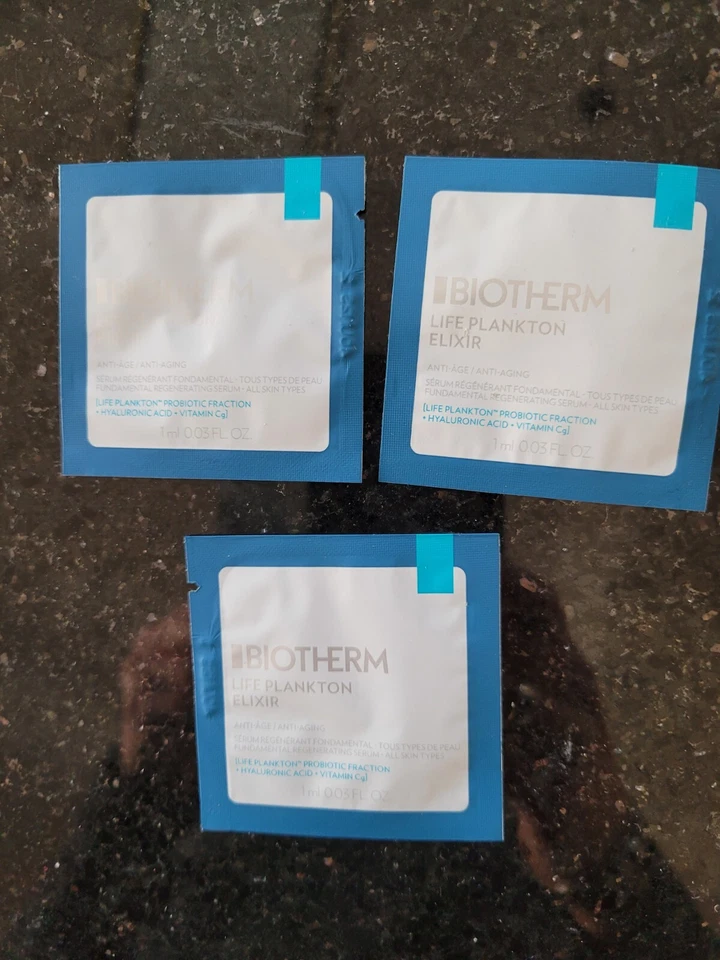 ANTI-ÂGE / ANTI-AGING
SÉRUM RÉGÉNÉRANT FONDAMENTAL - TOUS TYPES DE PEAU
FUNDAMENTAL REGENERATING SERUM - ALL SKIN TYPES
[LIFE PLANKTON™ PROBIOTIC FRACTION
+ HYALURONIC ACID + VITAMIN Cg]
1 ml 0.03 FL. OZ.
BIOTHERM
LIFE PLANKTON
ELIXIR
ANTI-ÂGE / ANTI-AGING
SÉRUM RÉGÉNÉRANT FONDAMENTAL - TOUS TYPES DE PEAU
FUNDAMENTAL REGENERATING SERUM - ALL SKIN TYPES
[LIFE PLANKTON™ PROBIOTIC FRACTION
+ HYALURONIC ACID + VITAMIN Cg]
1 ml 0.03 FL. OZ.
BIOTHERM
LIFE PLANKTON
ELIXIR
ANTI-ÂGE / ANTI-AGING
SÉRUM RÉGÉNÉRANT FONDAMENTAL - TOUS TYPES DE PEAU
FUNDAMENTAL REGENERATING SERUM - ALL SKIN TYPES
[LIFE PLANKTON™ PROBIOTIC FRACTION
+ HYALURONIC ACID + VITAMIN Cg]
1 ml 0.03 FL. OZ.